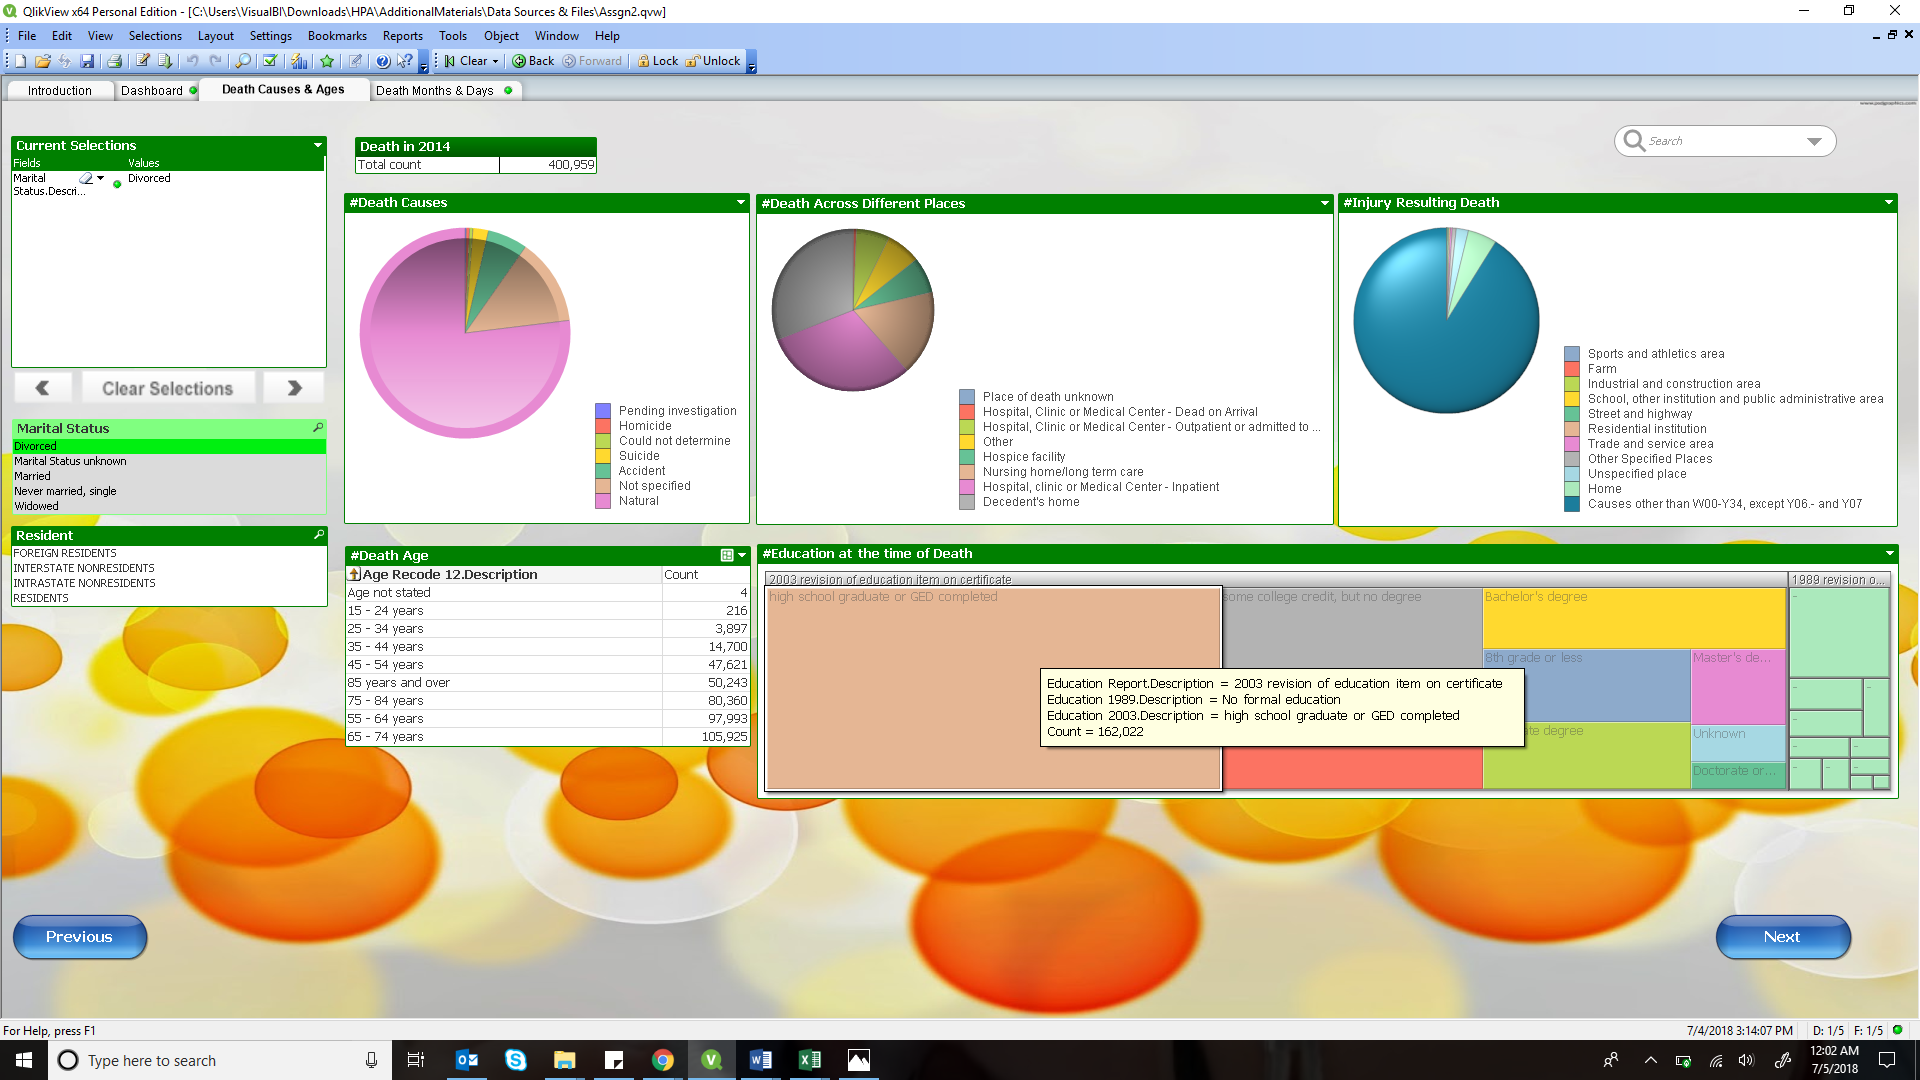 QlikView x64 Personal Edition - [C:\Users\VisualBI\Downloads\HPA\AdditionalMaterials\Data Sources & Files\Assgn2.qvw]
File Edit View Selections Layout Settings Bookmarks Reports Tools Object Window Help
Clear Back Forward Lock Unlock
Introduction Dashboard Death Causes & Ages Death Months & Days
Current Selections
Fields Values
Marital Divorced
Status.Descri...
Clear Selections
Marital Status
Divorced
Marital Status unknown
Married
Never married, single
Widowed
Resident
FOREIGN RESIDENTS
INTERSTATE NONRESIDENTS
INTRASTATE NONRESIDENTS
RESIDENTS
Death in 2014
Total count 400,959
Search
#Death Causes
Pending investigation
Homicide
Could not determine
Suicide
Accident
Not specified
Natural
#Death Across Different Places
Place of death unknown
Hospital, Clinic or Medical Center - Dead on Arrival
Hospital, Clinic or Medical Center - Outpatient or admitted to ...
Other
Hospice facility
Nursing home/long term care
Hospital, clinic or Medical Center - Inpatient
Decedent's home
#Injury Resulting Death
Sports and athletics area
Farm
Industrial and construction area
School, other institution and public administrative area
Street and highway
Residential institution
Trade and service area
Other Specified Places
Unspecified place
Home
Causes other than W00-Y34, except Y06.- and Y07
#Death Age
Age Recode 12.Description Count
Age not stated 4
15 - 24 years 216
25 - 34 years 3,897
35 - 44 years 14,700
45 - 54 years 47,621
85 years and over 50,243
75 - 84 years 80,360
55 - 64 years 97,993
65 - 74 years 105,925
#Education at the time of Death
2003 revision of education item on certificate 1989 revision o...
high school graduate or GED completed some college credit, but no degree Bachelor's degree
8th grade or less Master's de...
Education Report.Description = 2003 revision of education item on certificate
Education 1989.Description = No formal education
Education 2003.Description = high school graduate or GED completed
Count = 162,022
degree Unknown
Doctorate or...
Previous Next
For Help, press F1 7/4/2018 3:14:07 PM D: 1/5 F: 1/5
Type here to search 12:02 AM
7/5/2018